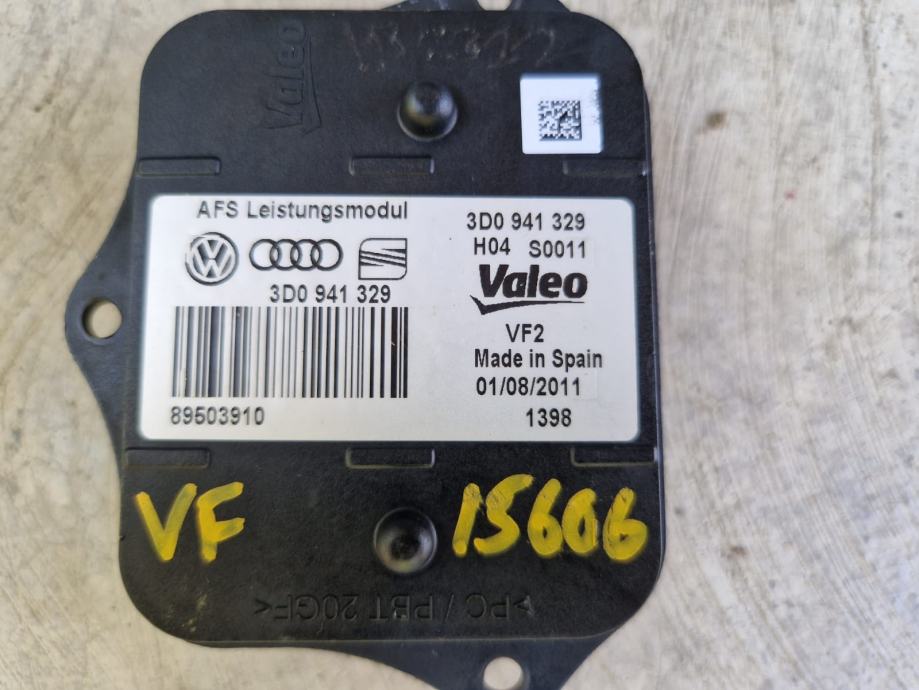 Valeo
AFS Leistungsmodul
3D0 941 329
89503910
3D0 941 329
H04 S0011
Valeo
VF2
Made in Spain
01/08/2011
1398
VF 15606
>PC / PBT 20GF<